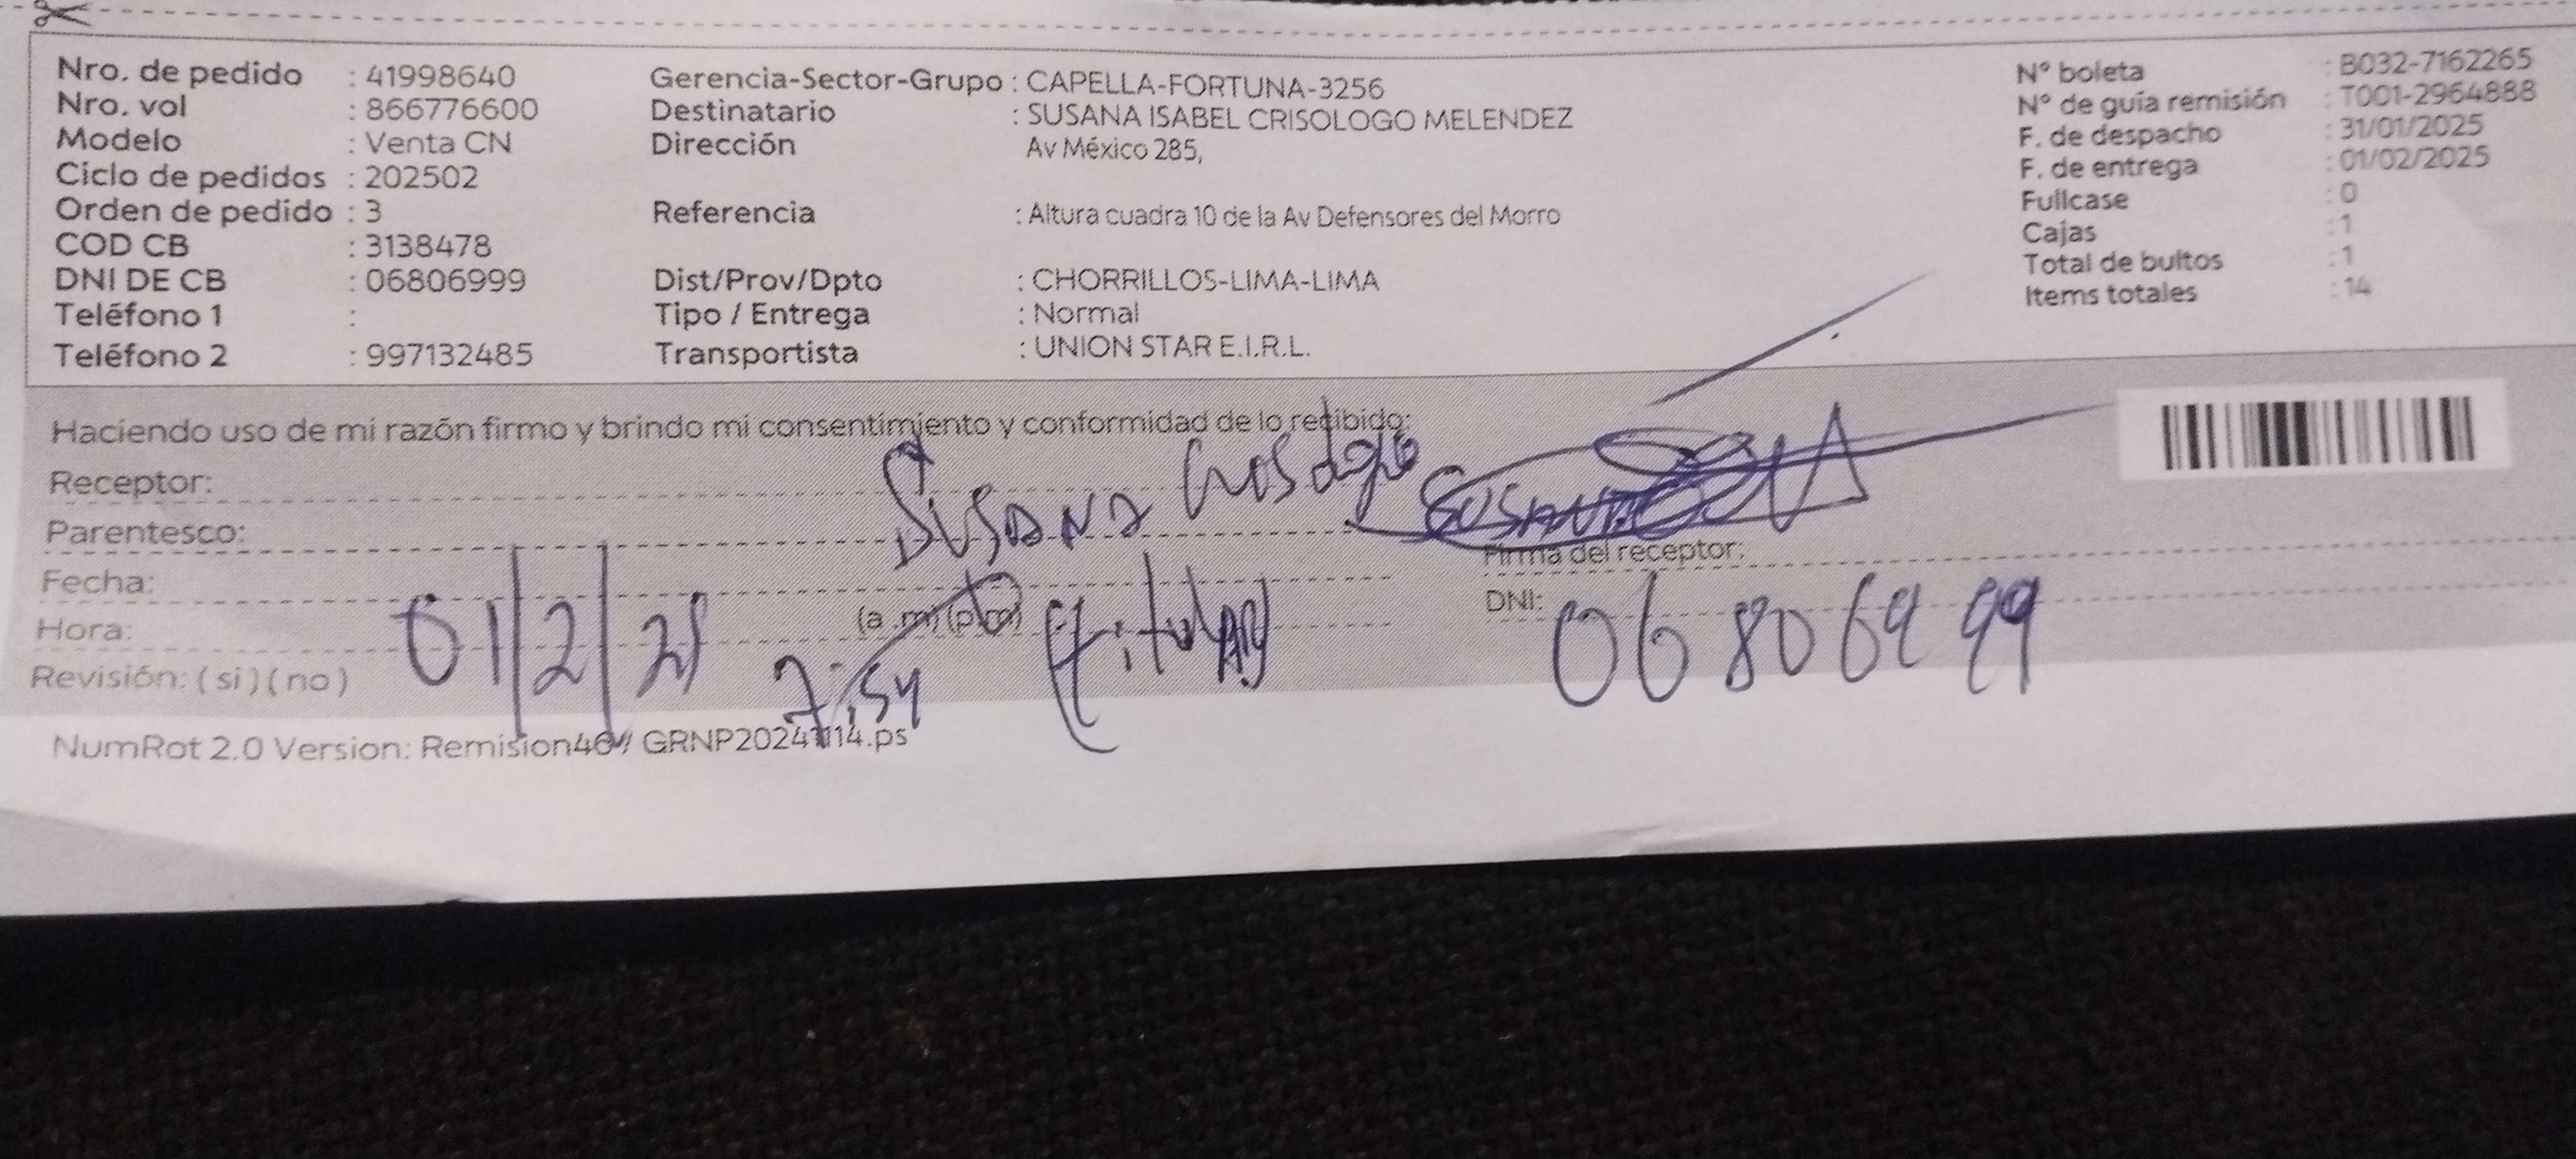 Nro. de pedido : 41998640 Gerencia-Sector-Grupo : CAPELLA-FORTUNA-3256 N° boleta : B032-7162265
Nro. vol : 866776600 Destinatario : SUSANA ISABEL CRISOLOGO MELENDEZ N° de guía remisión : T001-2964888
Modelo : Venta CN Dirección Av México 285, F. de despacho : 31/01/2025
Ciclo de pedidos : 202502 F. de entrega : 01/02/2025
Orden de pedido : 3 Referencia : Altura cuadra 10 de la Av Defensores del Morro Fullcase : 0
COD CB : 3138478 Cajas : 1
DNI DE CB : 06806999 Dist/Prov/Dpto : CHORRILLOS-LIMA-LIMA Total de bultos : 1
Teléfono 1 : Tipo / Entrega : Normal Items totales : 14
Teléfono 2 : 997132485 Transportista : UNION STAR E.I.R.L.
Haciendo uso de mi razón firmo y brindo mi consentimiento y conformidad de lo recibido:
Receptor: Susana Crisologo
Parentesco:
Firma del receptor:
Fecha: 01/2/25
Hora: 7:54 (a .m) (p.m) (titular) DNI: 06806999
Revisión: ( si ) ( no )
NumRot 2.0 Version: GRNP20241114.ps